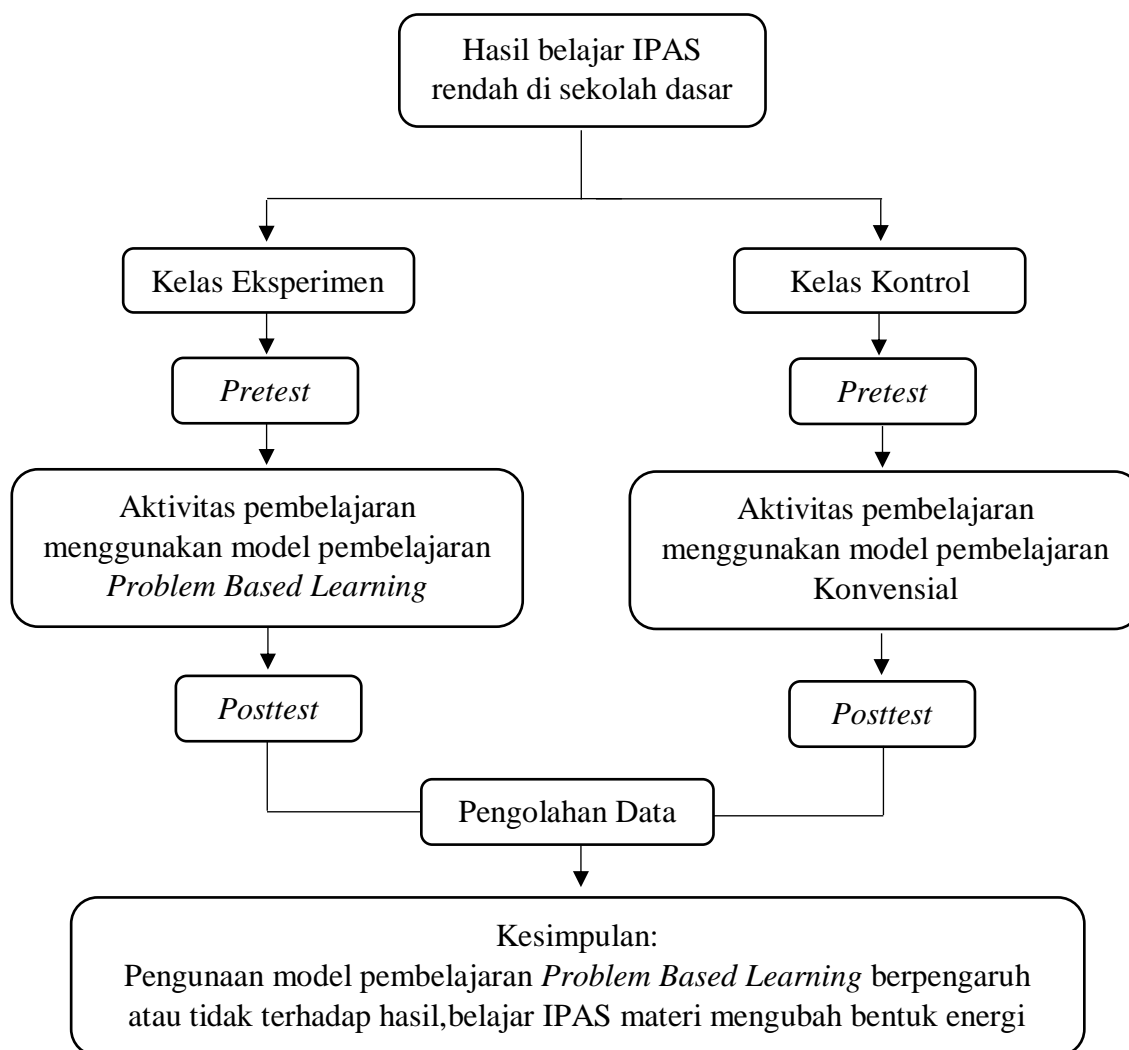 Hasil belajar IPAS
rendah di sekolah dasar
Kelas Eksperimen
Kelas Kontrol
Pretest
Pretest
Aktivitas pembelajaran
menggunakan model pembelajaran
Problem Based Learning
Aktivitas pembelajaran
menggunakan model pembelajaran
Konvensial
Posttest
Posttest
Pengolahan Data
Kesimpulan:
Pengunaan model pembelajaran Problem Based Learning berpengaruh
atau tidak terhadap hasil,belajar IPAS materi mengubah bentuk energi